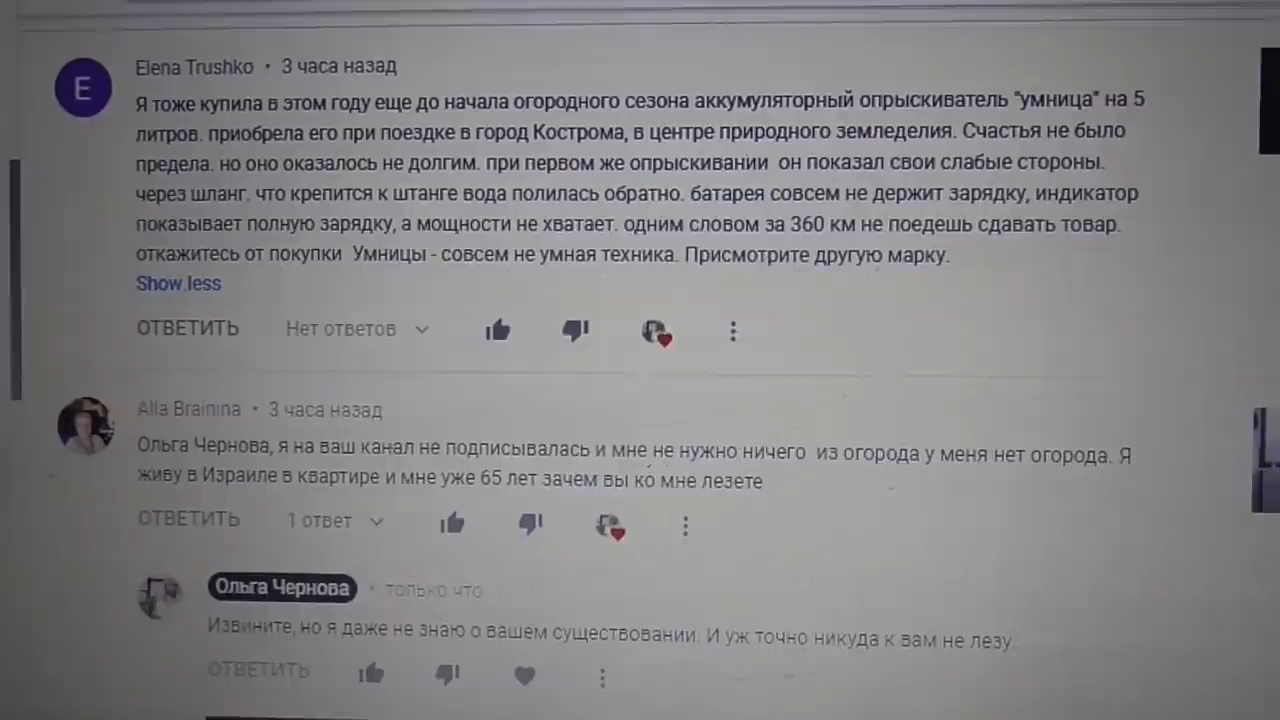 E
Elena Trushko • 3 часа назад
Я тоже купила в этом году еще до начала огородного сезона аккумуляторный опрыскиватель "умница" на 5
литров. приобрела его при поездке в город Кострома, в центре природного земледелия. Счастья не было
предела. но оно оказалось не долгим. при первом же опрыскивании он показал свои слабые стороны.
через шланг. что крепится к штанге вода полилась обратно. батарея совсем не держит зарядку, индикатор
показывает полную зарядку, а мощности не хватает. одним словом за 360 км не поедешь сдавать товар.
откажитесь от покупки Умницы - совсем не умная техника. Присмотрите другую марку.
Show less
ОТВЕТИТЬ Нет ответов
Alla Brainina • 3 часа назад
Ольга Чернова, я на ваш канал не подписывалась и мне не нужно ничего из огорода у меня нет огорода. Я
живу в Израиле в квартире и мне уже 65 лет зачем вы ко мне лезете
ОТВЕТИТЬ 1 ответ
Ольга Чернова • только что
Извините, но я даже не знаю о вашем существовании. И уж точно никуда к вам не лезу.
ОТВЕТИТЬ